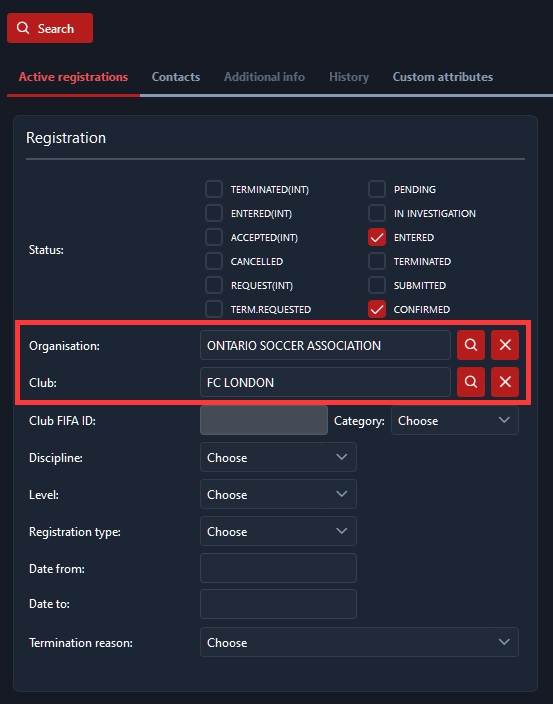 Search
Active registrations Contacts Additional info History Custom attributes
Registration
Status:
TERMINATED(INT) PENDING
ENTERED(INT) IN INVESTIGATION
ACCEPTED(INT) ENTERED
CANCELLED TERMINATED
REQUEST(INT) SUBMITTED
TERM.REQUESTED CONFIRMED
Organisation: ONTARIO SOCCER ASSOCIATION
Club: FC LONDON
Club FIFA ID: Category: Choose
Discipline: Choose
Level: Choose
Registration type: Choose
Date from:
Date to:
Termination reason: Choose